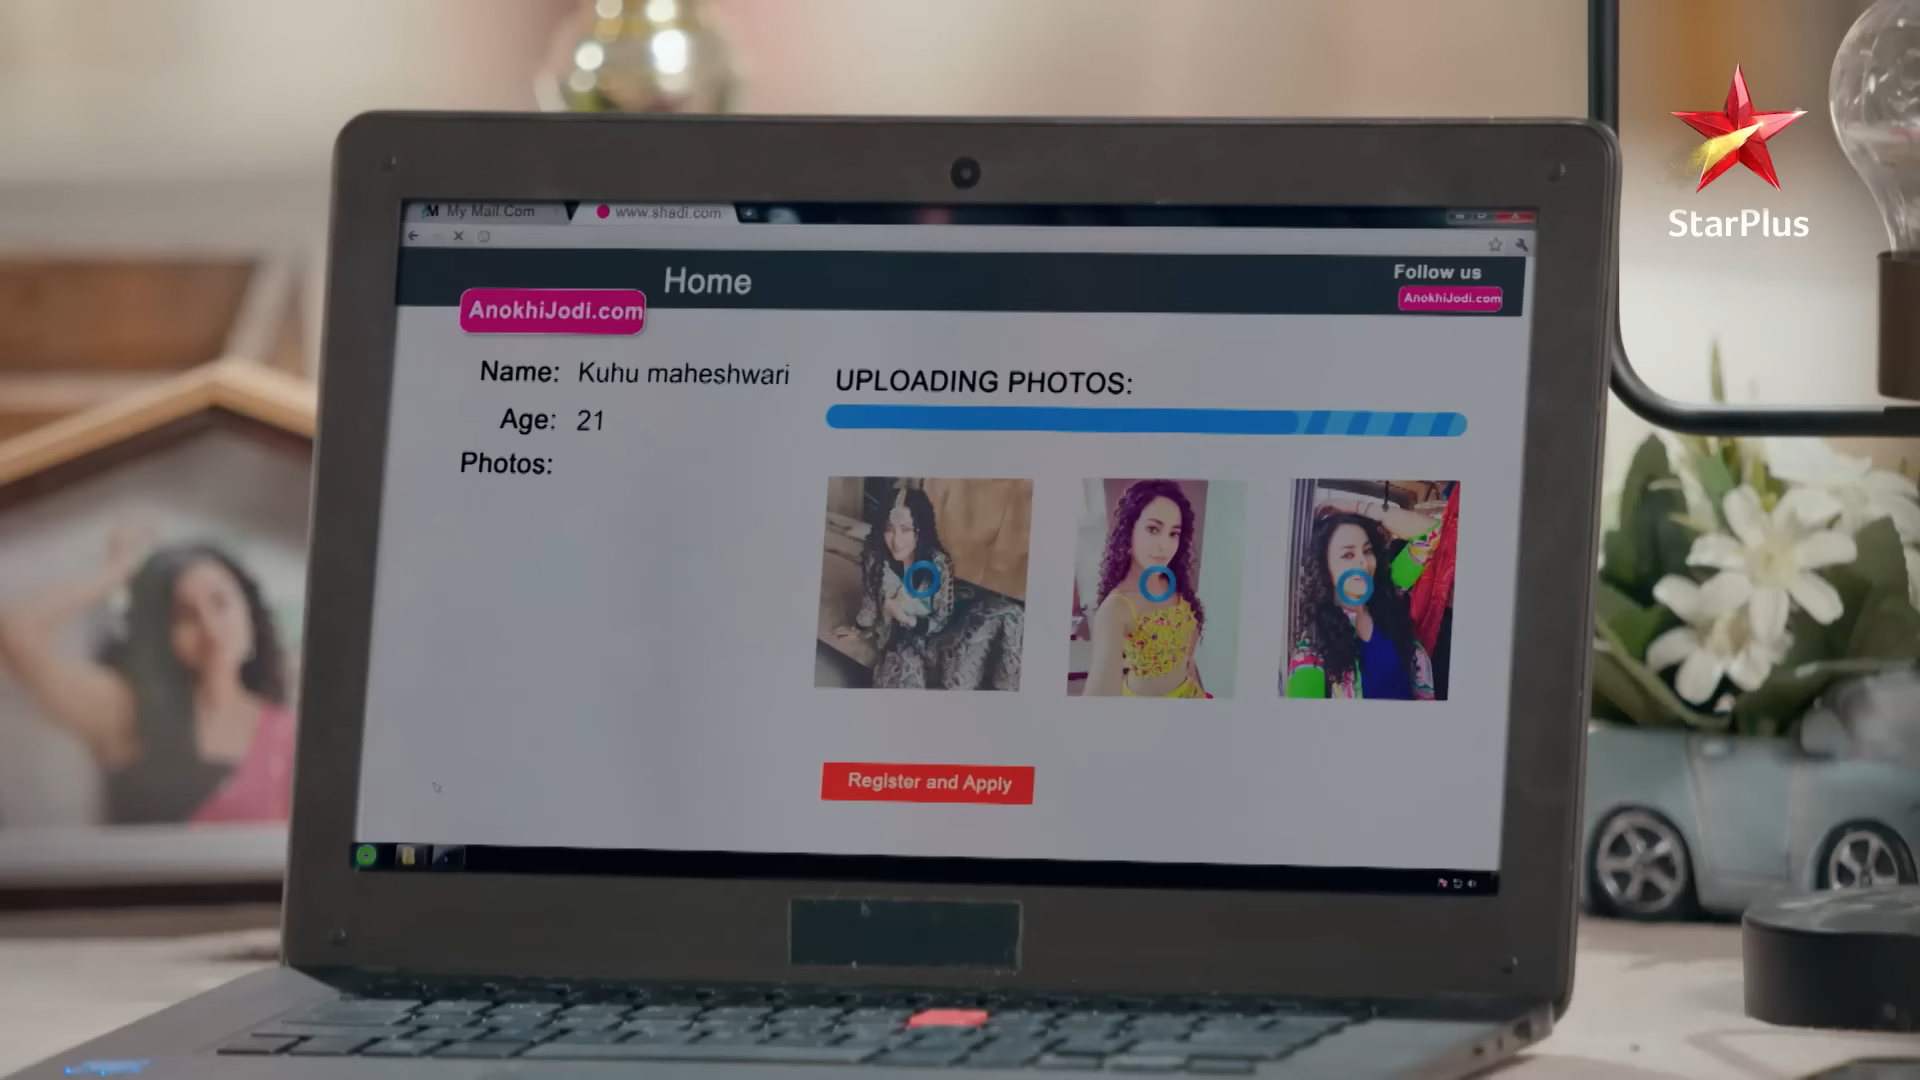 StarPlus
M My Mail.Com
www.shadi.com
Home
Follow us
AnokhiJodi.com
AnokhiJodi.com
Name: Kuhu maheshwari
Age: 21
Photos:
UPLOADING PHOTOS:
Register and Apply